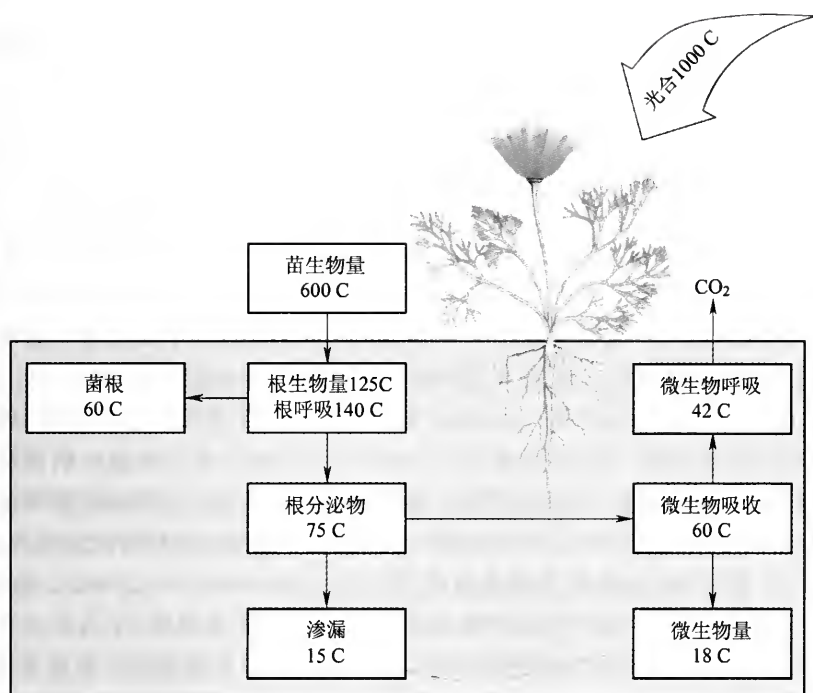 光合1000 C
苗生物量
600 C
CO₂
菌根
60 C
根生物量125C
根呼吸140 C
微生物呼吸
42 C
根分泌物
75 C
微生物吸收
60 C
渗漏
15 C
微生物量
18 C